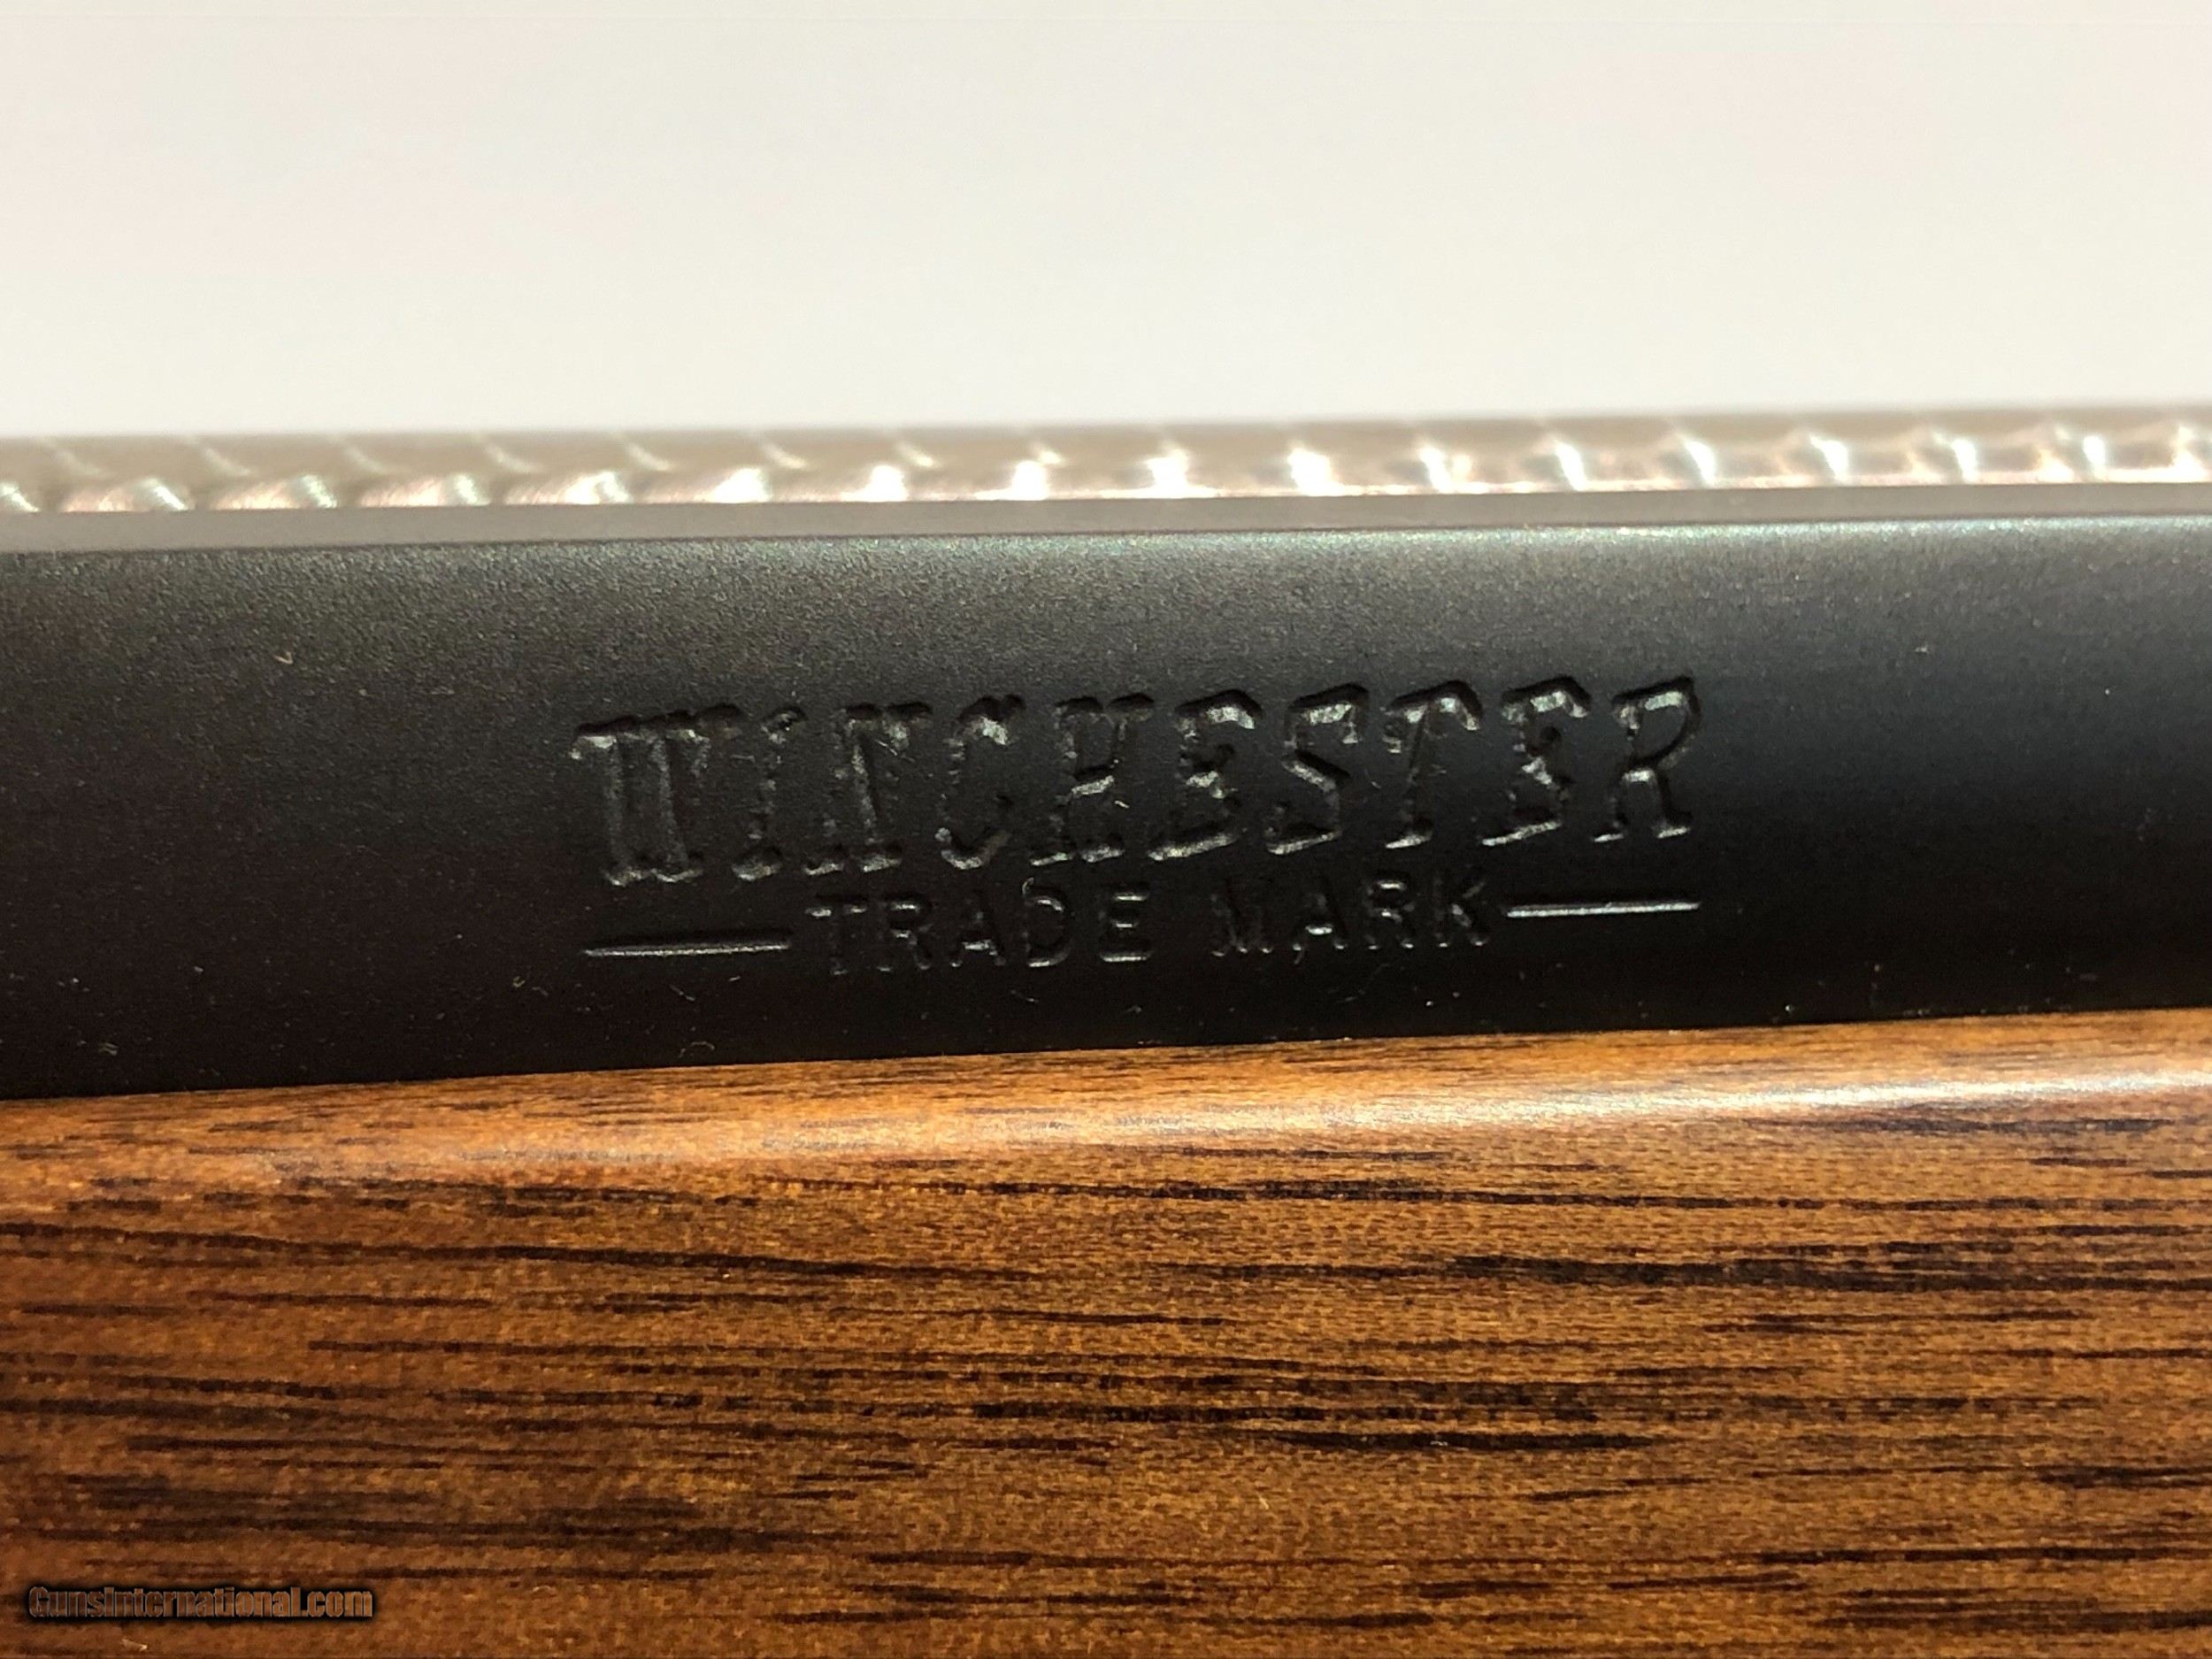 WINCHESTER
— TRADE MARK —
GunsInternational.com